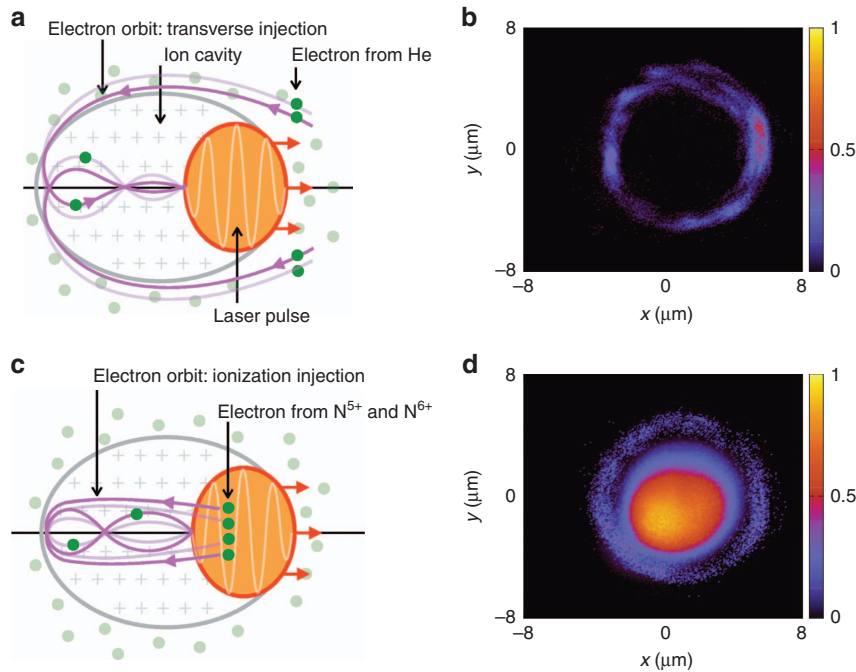 a
Electron orbit: transverse injection
Ion cavity
Electron from He
Laser pulse
b
8
0
−8
y (μm)
−8
0
8
x (μm)
1
0.5
0
c
Electron orbit: ionization injection
Electron from N⁵⁺ and N⁶⁺
d
8
0
−8
y (μm)
−8
0
8
x (μm)
1
0.5
0